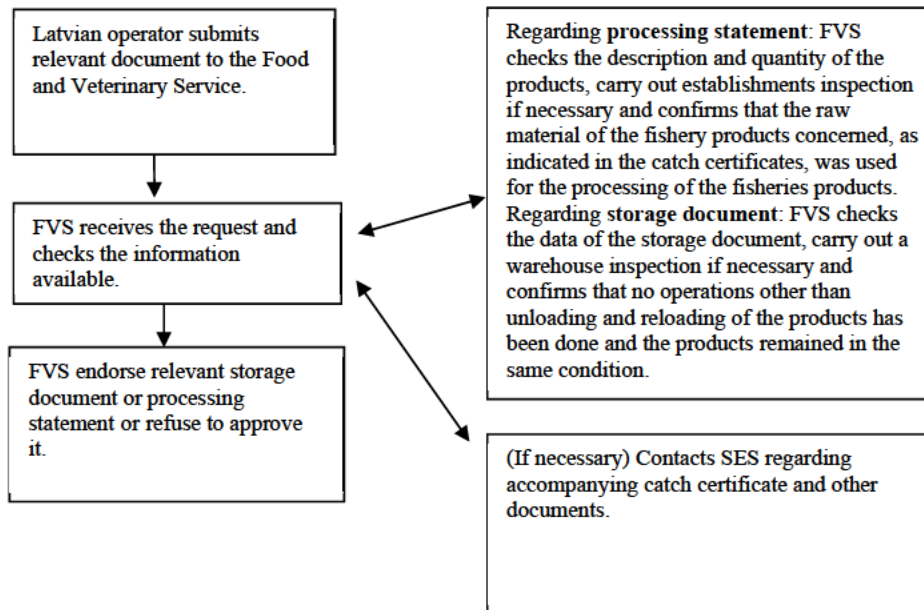 Latvian operator submits
relevant document to the Food
and Veterinary Service.
FVS receives the request and
checks the information
available.
FVS endorse relevant storage
document or processing
statement or refuse to approve
it.
Regarding processing statement: FVS
checks the description and quantity of the
products, carry out establishments inspection
if necessary and confirms that the raw
material of the fishery products concerned, as
indicated in the catch certificates, was used
for the processing of the fisheries products.
Regarding storage document: FVS checks
the data of the storage document, carry out a
warehouse inspection if necessary and
confirms that no operations other than
unloading and reloading of the products has
been done and the products remained in the
same condition.
(If necessary) Contacts SES regarding
accompanying catch certificate and other
documents.